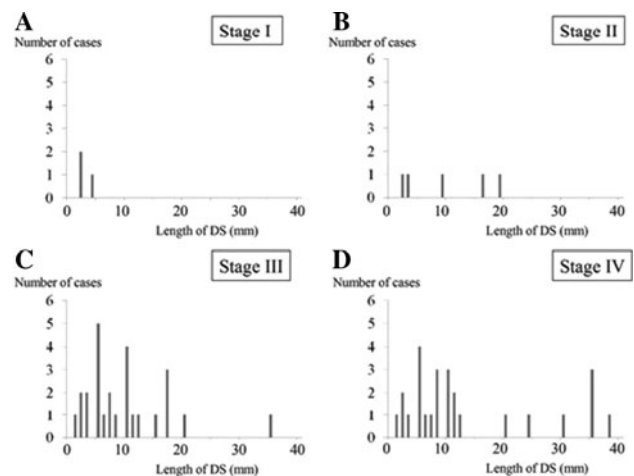 A
Number of cases
Stage I
6
5
4
3
2
1
0
0 10 20 30 40
Length of DS (mm)
B
Number of cases
Stage II
6
5
4
3
2
1
0
0 10 20 30 40
Length of DS (mm)
C
Number of cases
Stage III
6
5
4
3
2
1
0
0 10 20 30 40
Length of DS (mm)
D
Number of cases
Stage IV
6
5
4
3
2
1
0
0 10 20 30 40
Length of DS (mm)